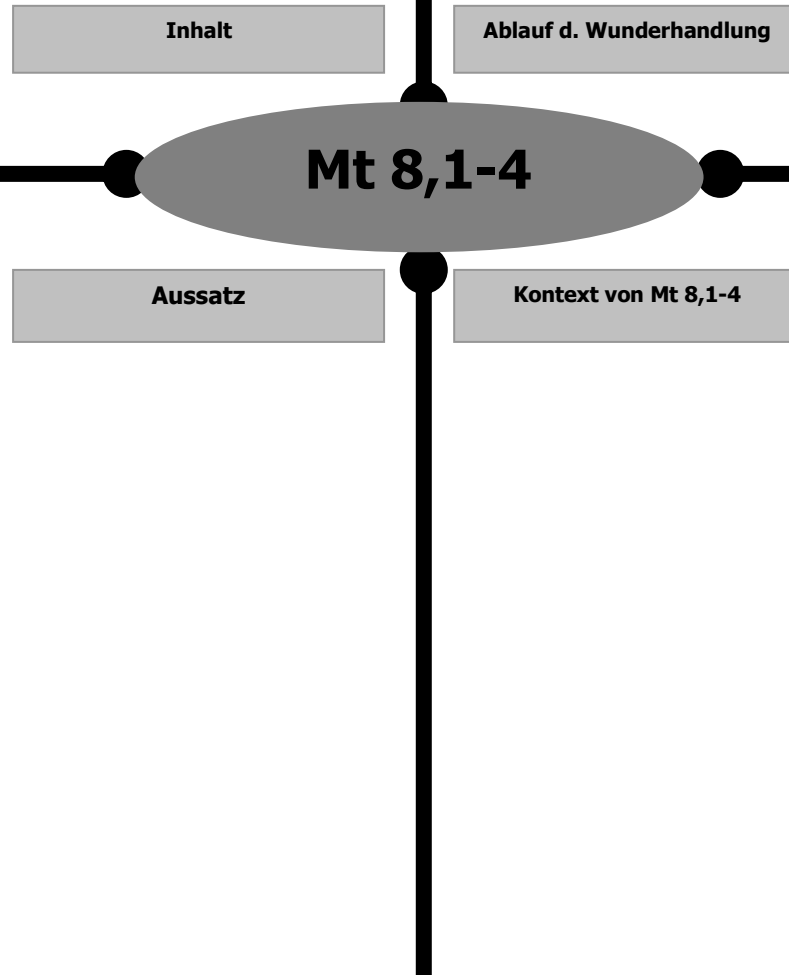 Inhalt
Ablauf d. Wunderhandlung
Mt 8,1-4
Aussatz
Kontext von Mt 8,1-4